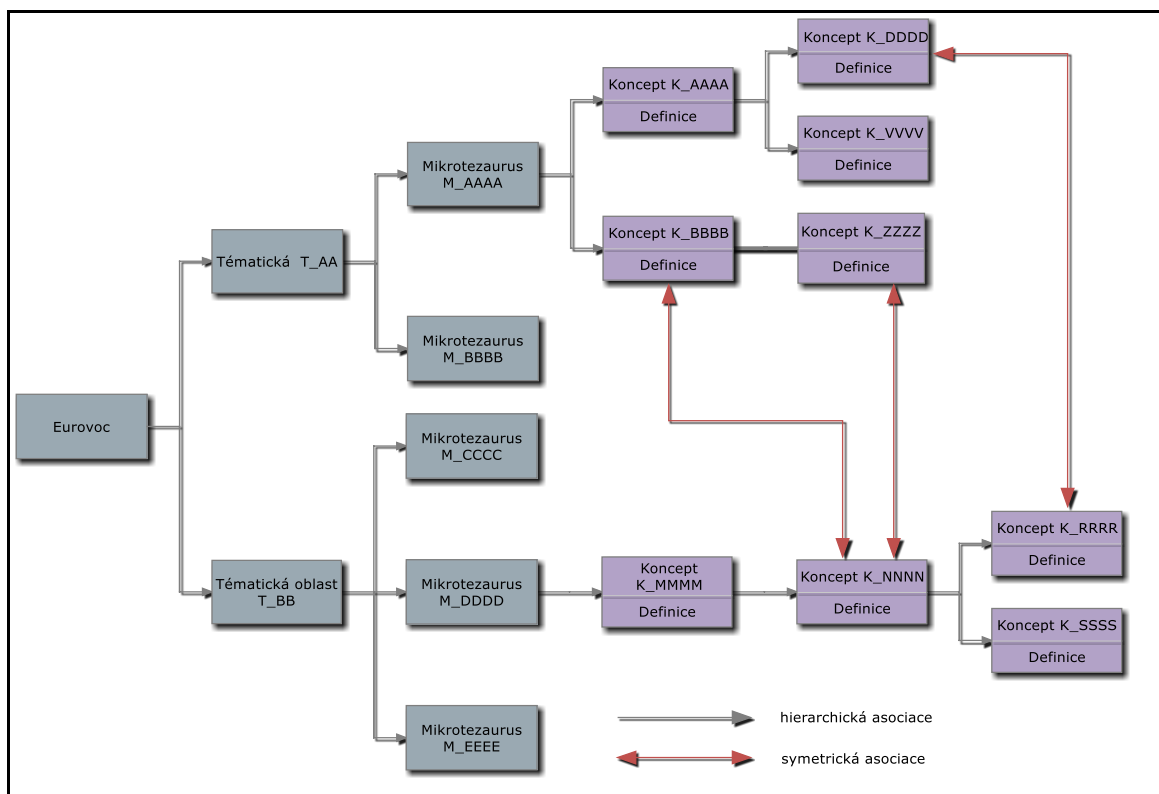 Koncept K_DDDD
Definice
Koncept K_AAAA
Definice
Koncept K_VVVV
Definice
Mikrotezaurus
M_AAAA
Koncept K_BBBB
Definice
Koncept K_ZZZZ
Definice
Tématická T_AA
Mikrotezaurus
M_BBBB
Eurovoc
Mikrotezaurus
M_CCCC
Tématická oblast
T_BB
Mikrotezaurus
M_DDDD
Koncept
K_MMMM
Definice
Koncept K_NNNN
Definice
Koncept K_RRRR
Definice
Koncept K_SSSS
Definice
Mikrotezaurus
M_EEEE
hierarchická asociace
symetrická asociace